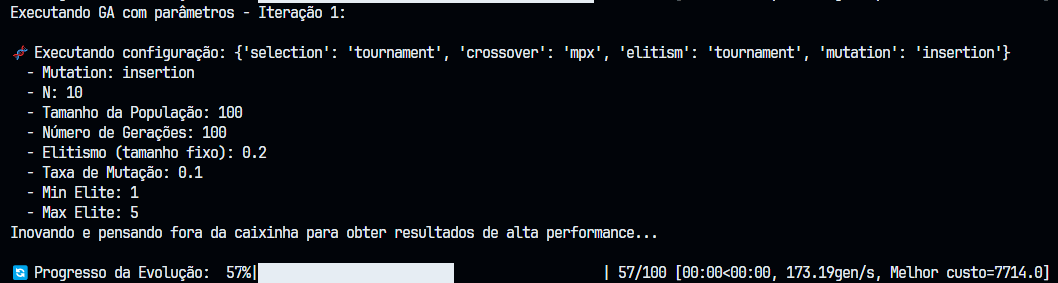 Executando GA com parâmetros - Iteração 1:
Executando configuração: {'selection': 'tournament', 'crossover': 'mpx', 'elitism': 'tournament', 'mutation': 'insertion'}
- Mutation: insertion
- N: 10
- Tamanho da População: 100
- Número de Gerações: 100
- Elitismo (tamanho fixo): 0.2
- Taxa de Mutação: 0.1
- Min Elite: 1
- Max Elite: 5
Inovando e pensando fora da caixinha para obter resultados de alta performance...
Progresso da Evolução: 57%| | 57/100 [00:00<00:00, 173.19gen/s, Melhor custo=7714.0]